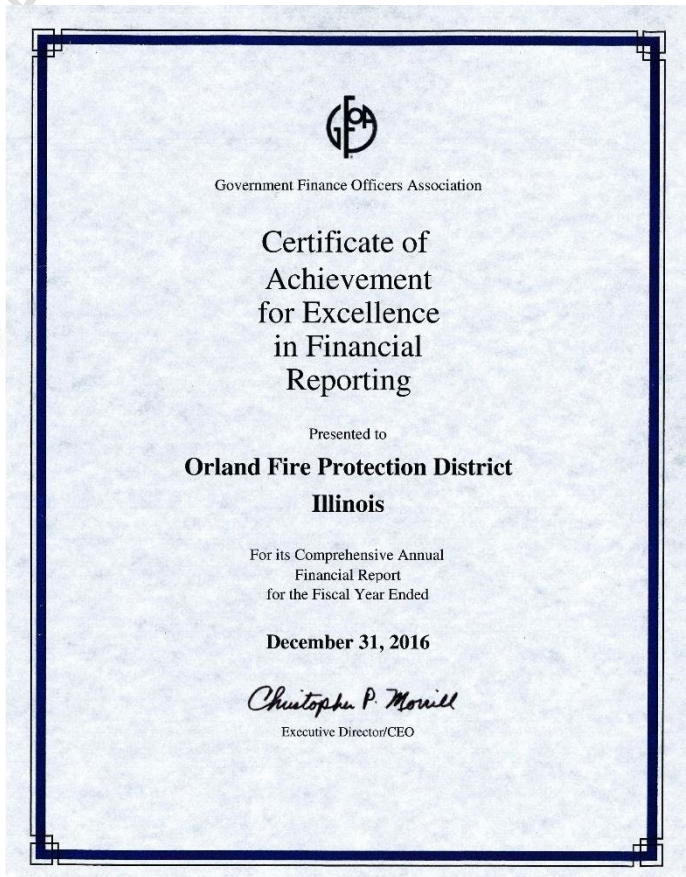 GFOA
Government Finance Officers Association
Certificate of
Achievement
for Excellence
in Financial
Reporting
Presented to
Orland Fire Protection District
Illinois
For its Comprehensive Annual
Financial Report
for the Fiscal Year Ended
December 31, 2016
Christopher P. Morrill
Executive Director/CEO